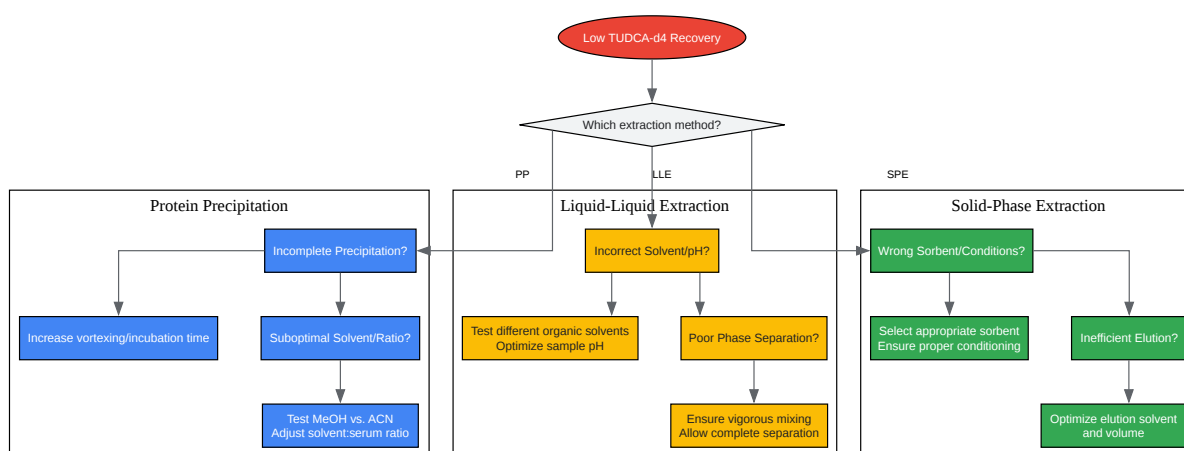 Low TUDCA-d4 Recovery
Which extraction method?
PP
LLE
SPE
Protein Precipitation
Liquid-Liquid Extraction
Solid-Phase Extraction
Incomplete Precipitation?
Incorrect Solvent/pH?
Wrong Sorbent/Conditions?
Increase vortexing/incubation time
Suboptimal Solvent/Ratio?
Test different organic solvents
Optimize sample pH
Poor Phase Separation?
Select appropriate sorbent
Ensure proper conditioning
Inefficient Elution?
Test MeOH vs. ACN
Adjust solvent:serum ratio
Ensure vigorous mixing
Allow complete separation
Optimize elution solvent
and volume